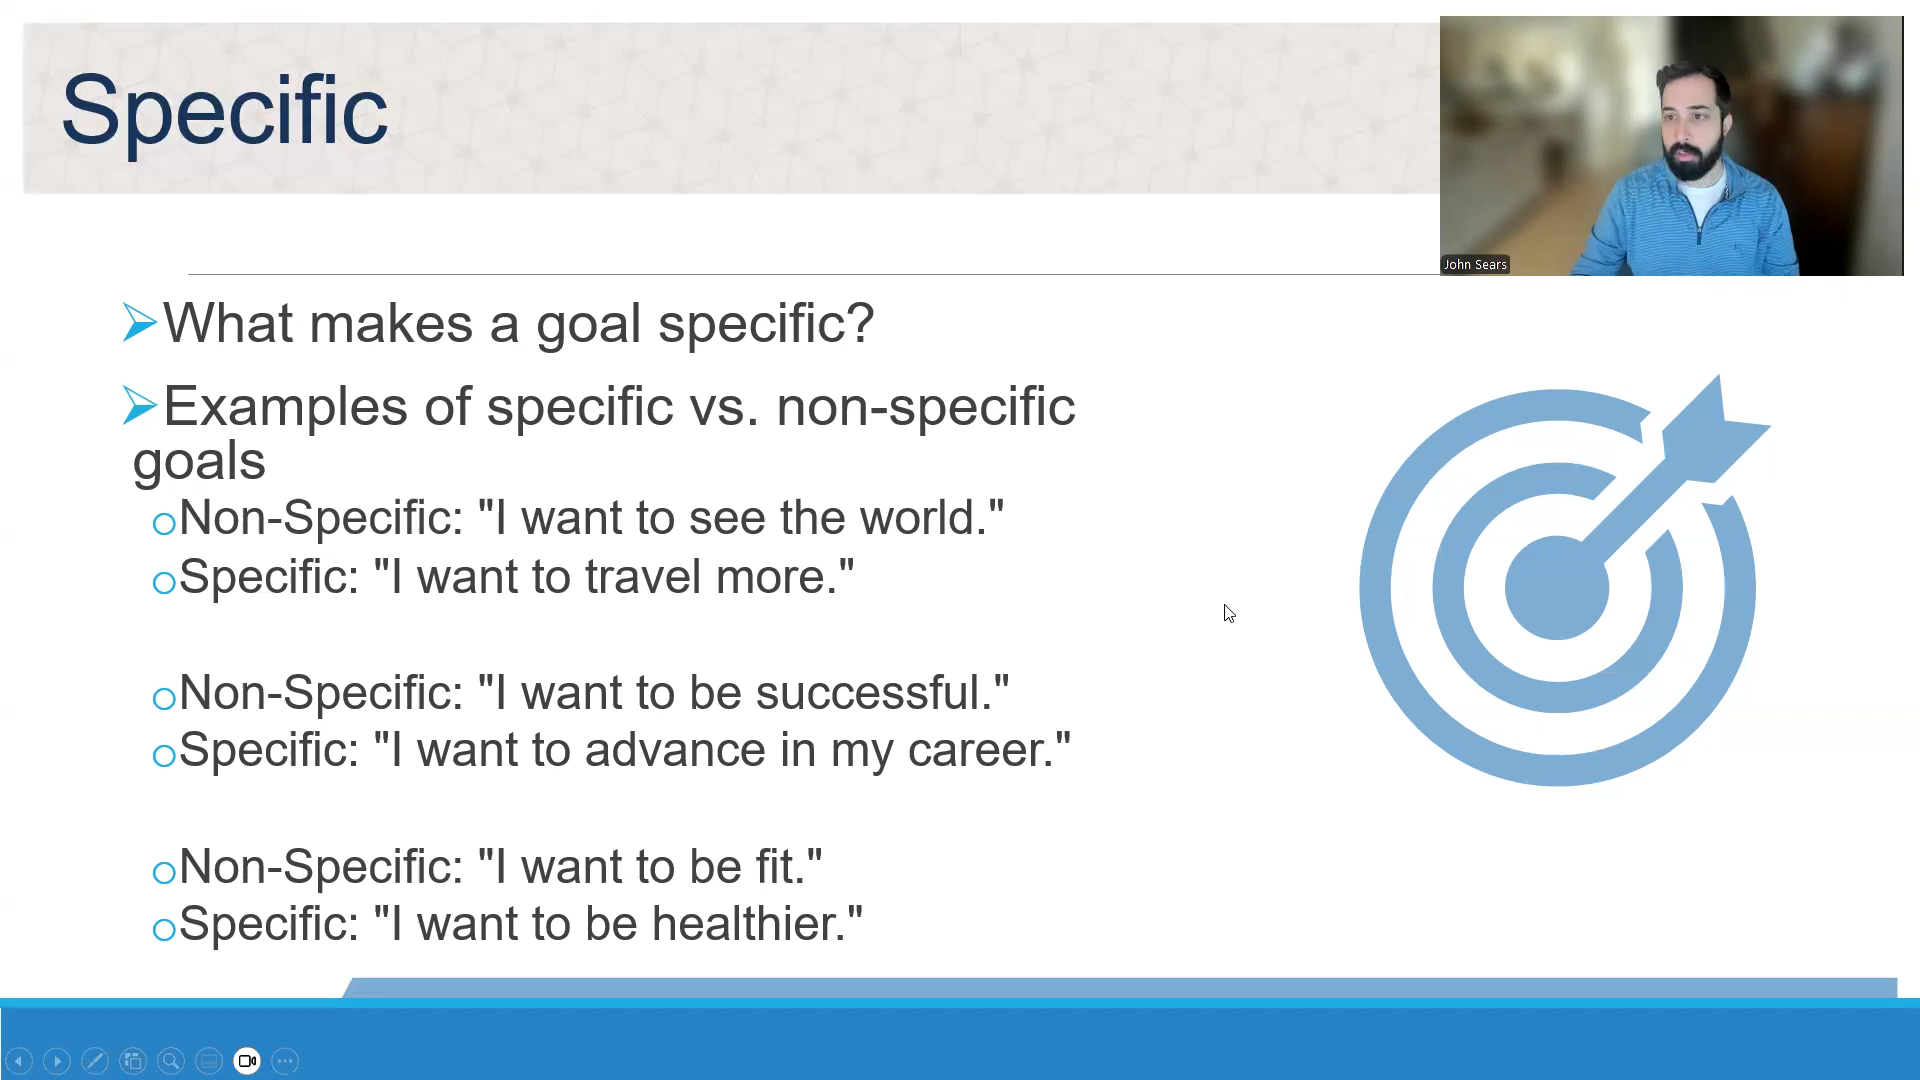 Specific
John Sears
What makes a goal specific?
Examples of specific vs. non-specific
goals
Non-Specific: "I want to see the world."
Specific: "I want to travel more."
Non-Specific: "I want to be successful."
Specific: "I want to advance in my career."
Non-Specific: "I want to be fit."
Specific: "I want to be healthier."